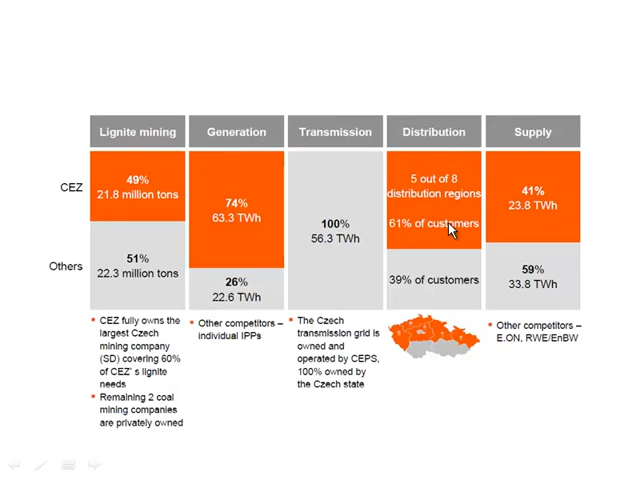 Lignite mining
Generation
Transmission
Distribution
Supply
CEZ
49%
21.8 million tons
74%
63.3 TWh
100%
56.3 TWh
5 out of 8
distribution regions
61% of customers
41%
23.8 TWh
Others
51%
22.3 million tons
26%
22.6 TWh
39% of customers
59%
33.8 TWh
CEZ fully owns the
largest Czech
mining company
(SD) covering 60%
of CEZ' s lignite
needs
Remaining 2 coal
mining companies
are privately owned
Other competitors –
individual IPPs
The Czech
transmission grid is
owned and
operated by CEPS,
100% owned by
the Czech state
Other competitors –
E.ON, RWE/EnBW